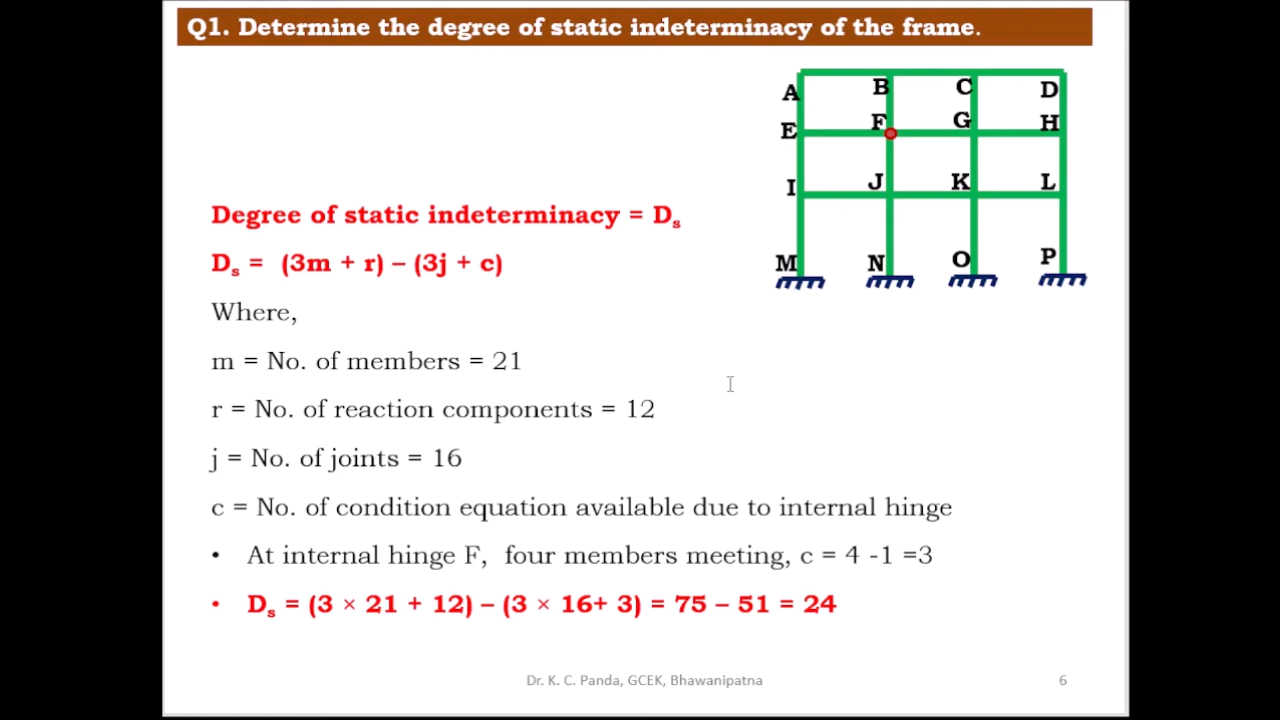 Q1. Determine the degree of static indeterminacy of the frame.
A B C D
E F G H
I J K L
M N O P
Degree of static indeterminacy = Ds
Ds = (3m + r) – (3j + c)
Where,
m = No. of members = 21
r = No. of reaction components = 12
j = No. of joints = 16
c = No. of condition equation available due to internal hinge
• At internal hinge F, four members meeting, c = 4 -1 =3
• Ds = (3 × 21 + 12) – (3 × 16+ 3) = 75 – 51 = 24
Dr. K. C. Panda, GCEK, Bhawanipatna 6